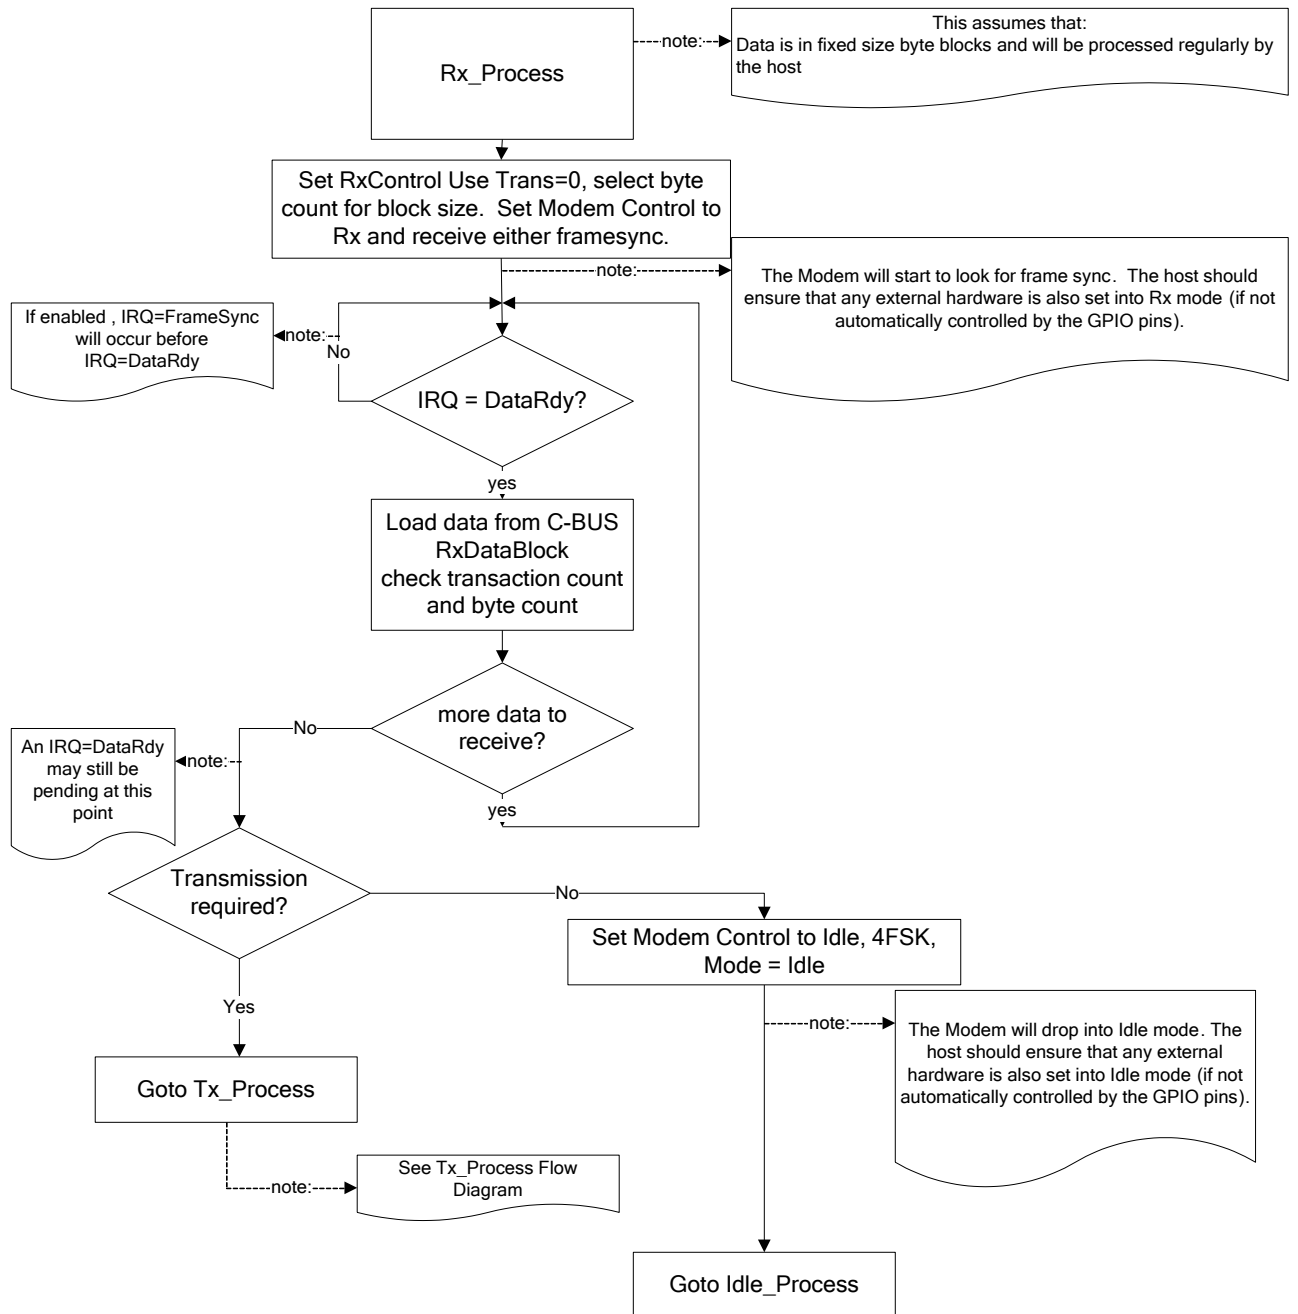 Rx_Process
note:
This assumes that:
Data is in fixed size byte blocks and will be processed regularly by
the host
Set RxControl Use Trans=0, select byte
count for block size.  Set Modem Control to
Rx and receive either framesync.
note:
The Modem will start to look for frame sync.  The host should
ensure that any external hardware is also set into Rx mode (if not
automatically controlled by the GPIO pins).
If enabled , IRQ=FrameSync
will occur before
IRQ=DataRdy
note:
No
IRQ = DataRdy?
yes
Load data from C-BUS
RxDataBlock
check transaction count
and byte count
more data to
receive?
No
yes
An IRQ=DataRdy
may still be
pending at this
point
note:
Transmission
required?
No
Yes
Set Modem Control to Idle, 4FSK,
Mode = Idle
note:
The Modem will drop into Idle mode. The
host should ensure that any external
hardware is also set into Idle mode (if not
automatically controlled by the GPIO pins).
Goto Tx_Process
note:
See Tx_Process Flow
Diagram
Goto Idle_Process